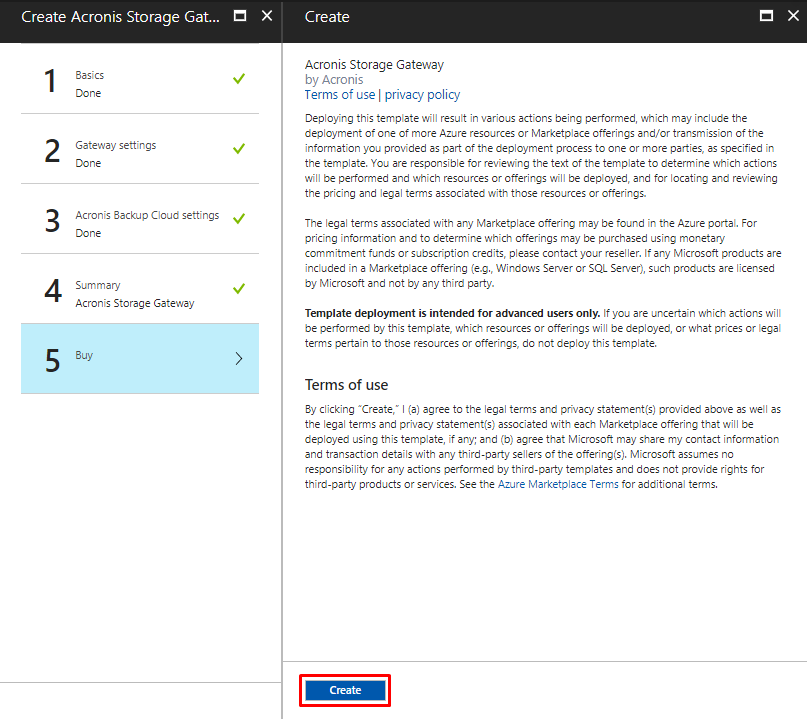 Create Acronis Storage Gat...
1
Basics
Done
2
Gateway settings
Done
3
Acronis Backup Cloud settings
Done
4
Summary
Acronis Storage Gateway
5
Buy
Create
Acronis Storage Gateway
by Acronis
Terms of use | privacy policy
Deploying this template will result in various actions being performed, which may include the
deployment of one of more Azure resources or Marketplace offerings and/or transmission of the
information you provided as part of the deployment process to one or more parties, as specified in
the template. You are responsible for reviewing the text of the template to determine which actions
will be performed and which resources or offerings will be deployed, and for locating and reviewing
the pricing and legal terms associated with those resources or offerings.
The legal terms associated with any Marketplace offering may be found in the Azure portal. For
pricing information and to determine which offerings may be purchased using monetary
commitment funds or subscription credits, please contact your reseller. If any Microsoft products are
included in a Marketplace offering (e.g., Windows Server or SQL Server), such products are licensed
by Microsoft and not by any third party.
Template deployment is intended for advanced users only. If you are uncertain which actions will
be performed by this template, which resources or offerings will be deployed, or what prices or legal
terms pertain to those resources or offerings, do not deploy this template.
Terms of use
By clicking "Create," I (a) agree to the legal terms and privacy statement(s) provided above as well as
the legal terms and privacy statement(s) associated with each Marketplace offering that will be
deployed using this template, if any; and (b) agree that Microsoft may share my contact information
and transaction details with any third-party sellers of the offering(s). Microsoft assumes no
responsibility for any actions performed by third-party templates and does not provide rights for
third-party products or services. See the Azure Marketplace Terms for additional terms.
Create